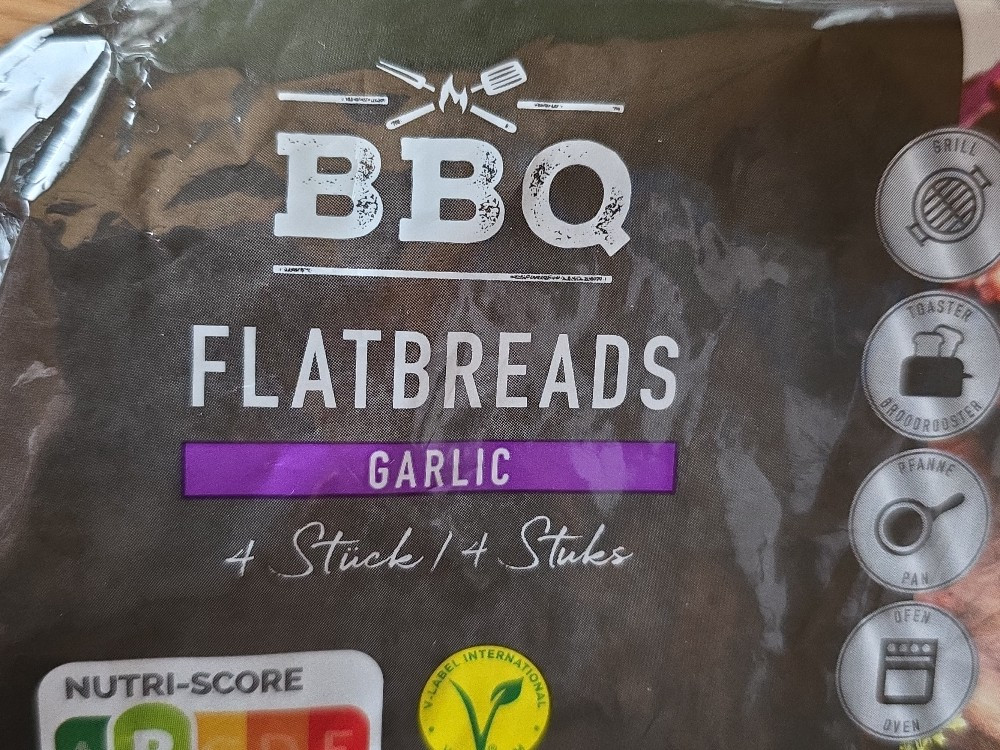 BBQ
FLATBREADS
GARLIC
4 Stück / 4 Stuks
GRILL
TOASTER
BROODROOSTER
PFANNE
PAN
OFEN
OVEN
NUTRI-SCORE
B
V-LABEL INTERNATIONAL